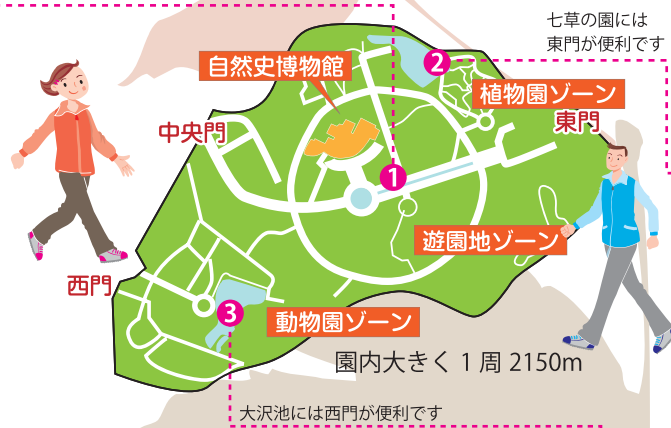 七草の園には
東門が便利です
自然史博物館
2
植物園ゾーン
中央門
東門
1
遊園地ゾーン
西門
3
動物園ゾーン
園内大きく 1 周 2150m
大沢池には西門が便利です